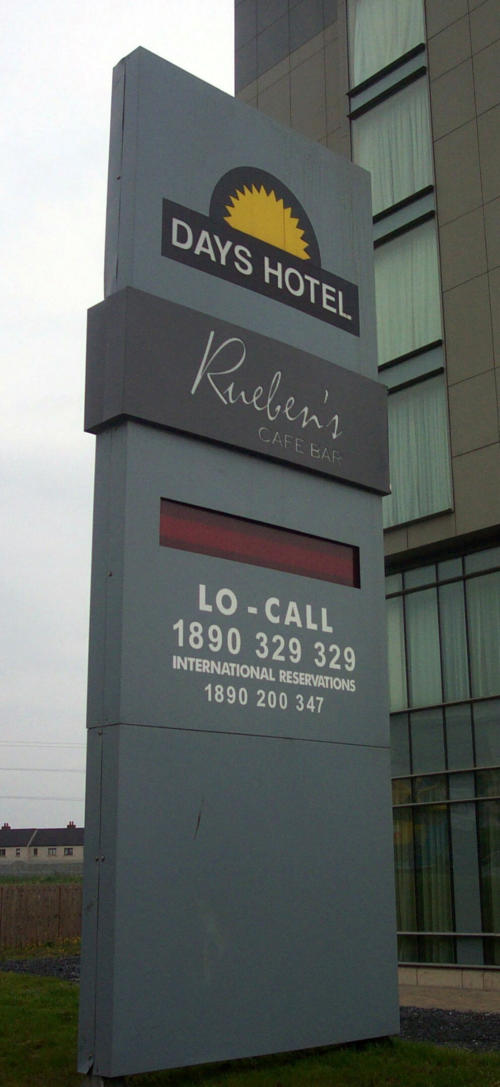 DAYS HOTEL
Rueben's
CAFE BAR
LO-CALL
1890 329 329
INTERNATIONAL RESERVATIONS
1890 200 347